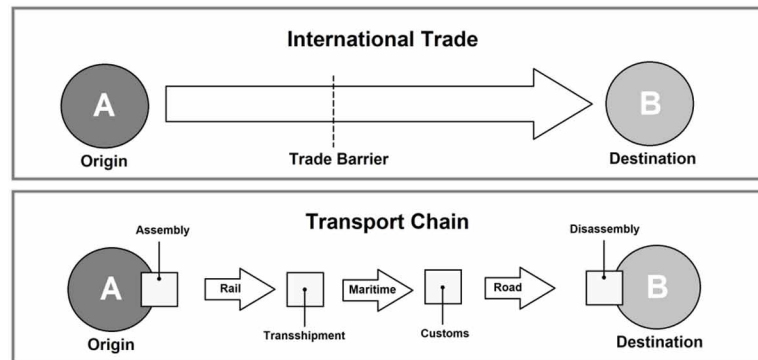 International Trade
A
B
Origin
Trade Barrier
Destination
Transport Chain
Assembly
Disassembly
A
Rail
Maritime
Road
B
Transshipment
Customs
Origin
Destination